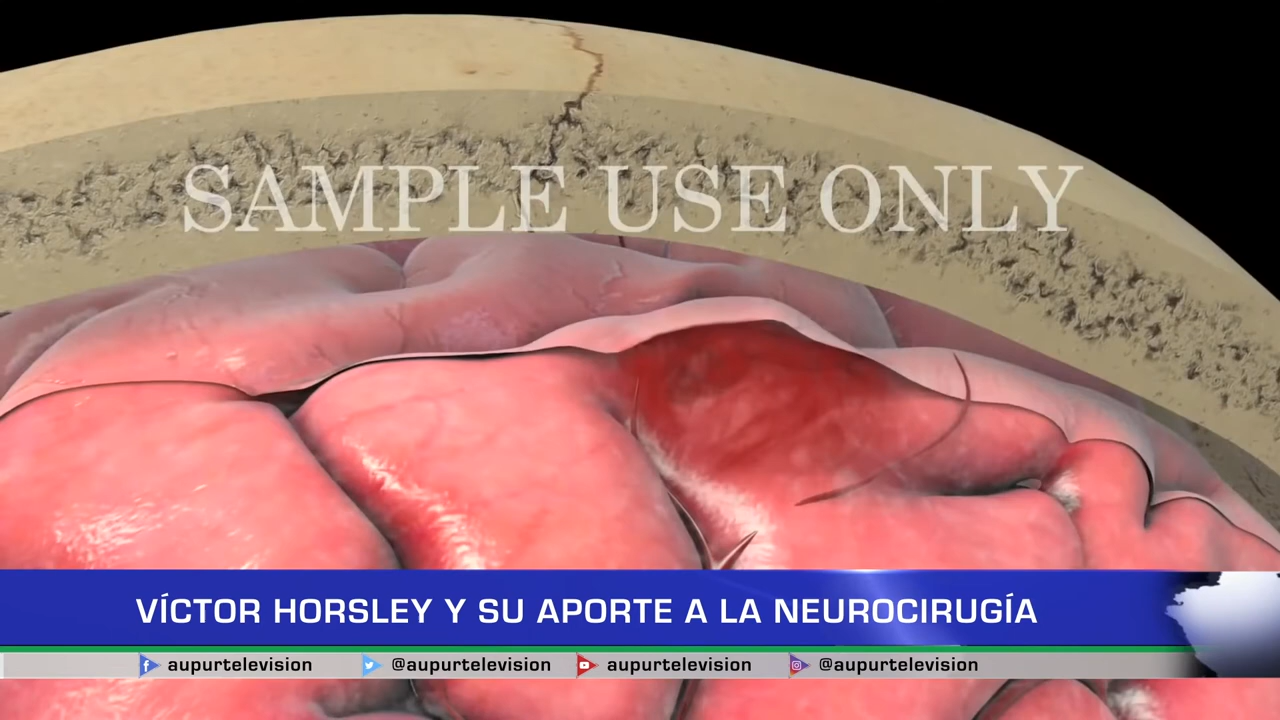 SAMPLE USE ONLY
VÍCTOR HORSLEY Y SU APORTE A LA NEUROCIRUGÍA
aupurtelevision @aupurtelevision aupurtelevision @aupurtelevision